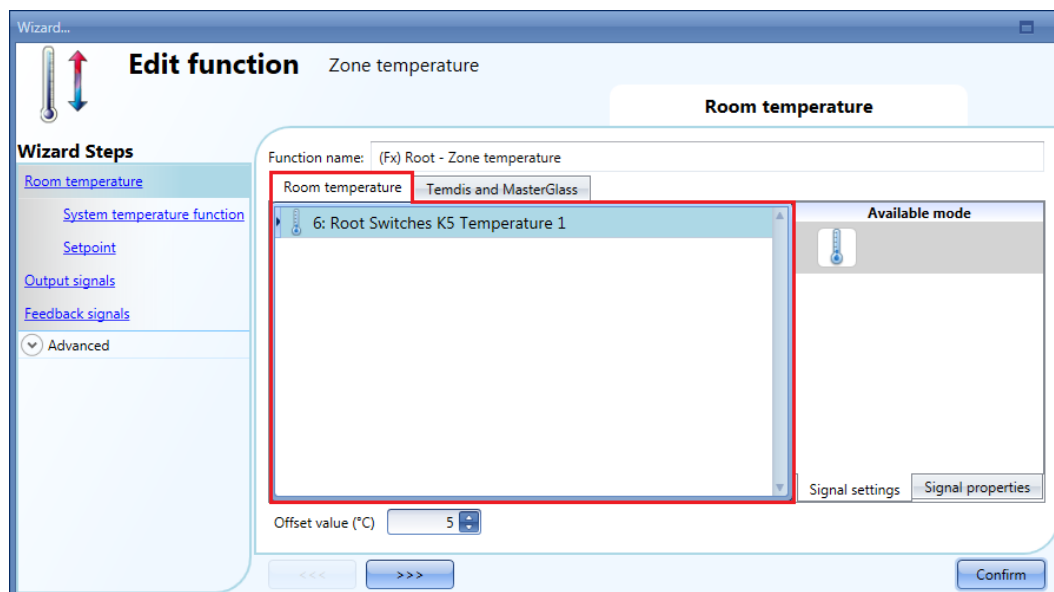 Wizard...
Edit function Zone temperature
Room temperature
Wizard Steps
Room temperature
System temperature function
Setpoint
Output signals
Feedback signals
Advanced
Function name: (Fx) Root - Zone temperature
Room temperature Temdis and MasterGlass
6: Root Switches K5 Temperature 1
Available mode
Signal settings Signal properties
Offset value (°C) 5
<<< >>> Confirm